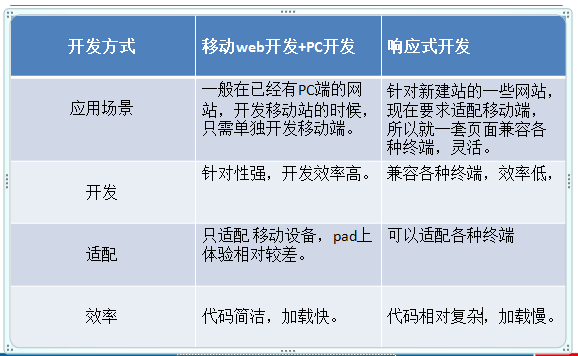 开发方式
移动web开发+PC开发
响应式开发
应用场景
一般在已经有PC端的网
站，开发移动站的时候，
只需单独开发移动端。
针对新建站的一些网站，
现在要求适配移动端，
所以就一套页面兼容各
种终端，灵活。
开发
针对性强，开发效率高。
兼容各种终端，效率低，
适配
只适配 移动设备，pad上
体验相对较差。
可以适配各种终端
效率
代码简洁，加载快。
代码相对复杂，加载慢。